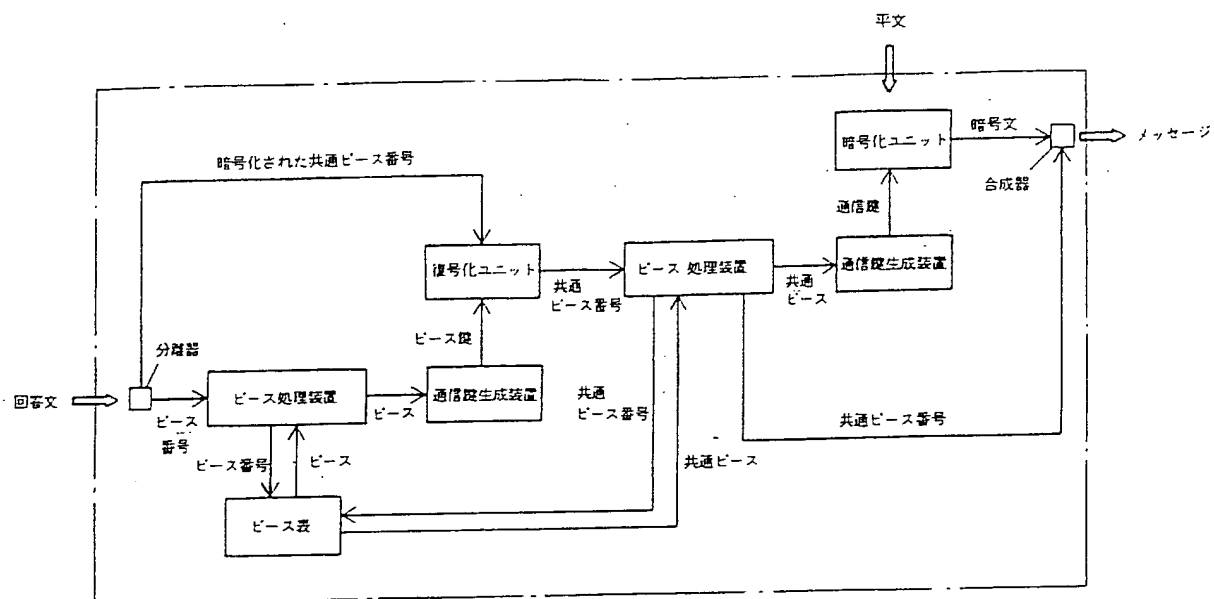 平文
暗号化ユニット
暗号文
メッセージ
合成器
暗号化された共通ピース番号
通信鍵
復号化ユニット
共通
ピース番号
ピース 処理装置
共通
ピース
通信鍵生成装置
ピース鍵
分離器
回答文
ピース
番号
ピース処理装置
ピース
通信鍵生成装置
共通
ピース番号
共通ピース番号
ピース番号
ピース
共通ピース
ピース表